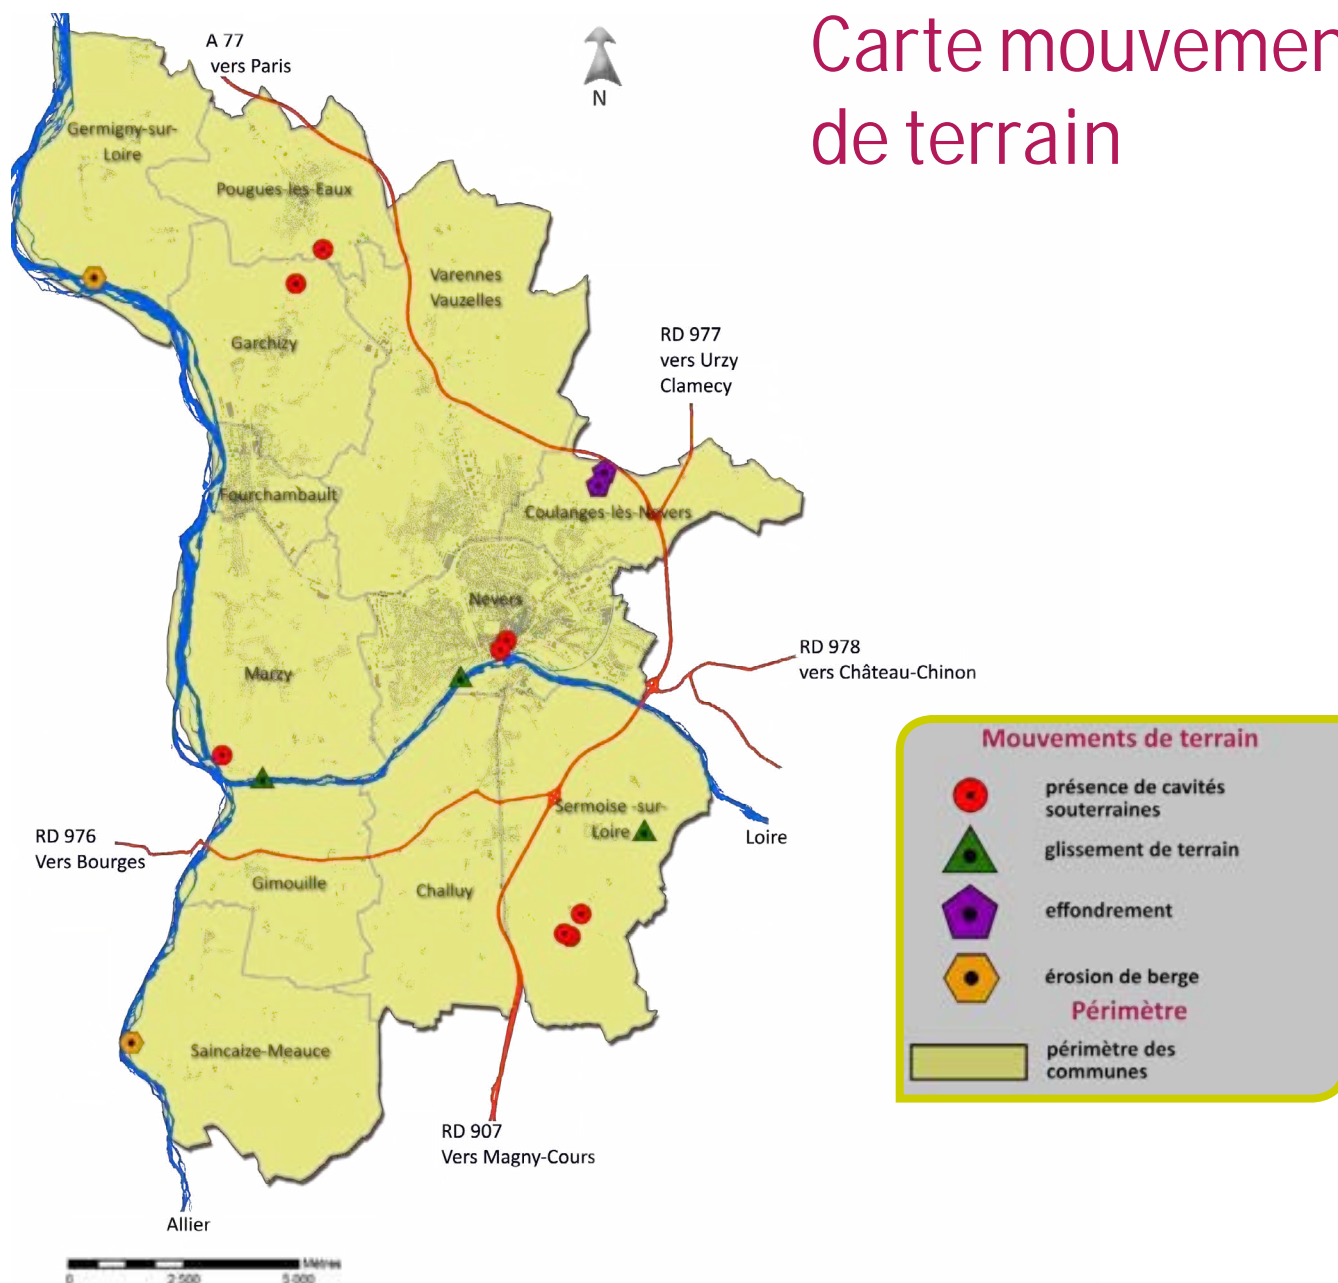 Carte mouvemen
de terrain
A 77
vers Paris
N
Germigny-sur-
Loire
Pougues-les-Eaux
Varennes
Vauzelles
Garchizy
RD 977
vers Urzy
Clamecy
Fourchambault
Coulanges-lès-Nevers
Nevers
RD 978
vers Château-Chinon
Marzy
Sermoise -sur-
Loire
Loire
RD 976
Vers Bourges
Gimouille
Challuy
Saincaize-Meauce
RD 907
Vers Magny-Cours
Allier
Mètres
0 2 500 5 000
Mouvements de terrain
présence de cavités
souterraines
glissement de terrain
effondrement
érosion de berge
Périmètre
périmètre des
communes